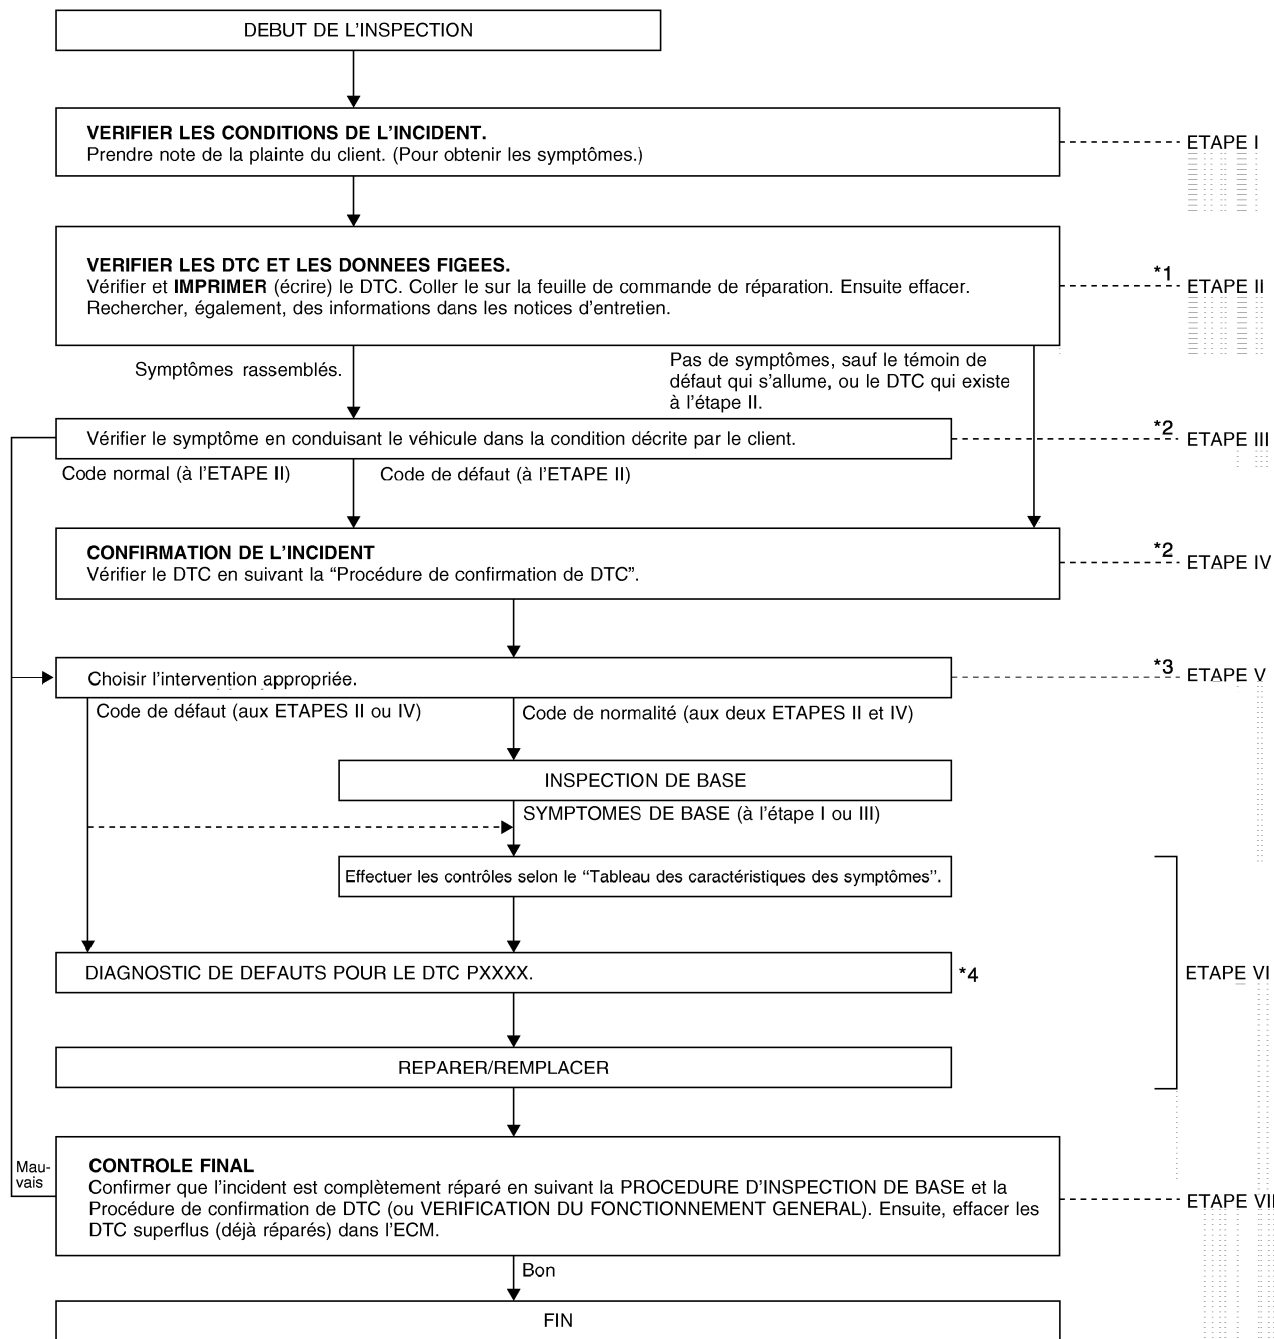 DEBUT DE L'INSPECTION
VERIFIER LES CONDITIONS DE L'INCIDENT.
Prendre note de la plainte du client. (Pour obtenir les symptômes.)
ETAPE I
VERIFIER LES DTC ET LES DONNEES FIGEES.
Vérifier et IMPRIMER (écrire) le DTC. Coller le sur la feuille de commande de réparation. Ensuite effacer.
Rechercher, également, des informations dans les notices d'entretien.
*1
ETAPE II
Symptômes rassemblés.
Pas de symptômes, sauf le témoin de
défaut qui s'allume, ou le DTC qui existe
à l'étape II.
Vérifier le symptôme en conduisant le véhicule dans la condition décrite par le client.
*2
ETAPE III
Code normal (à l'ETAPE II)
Code de défaut (à l'ETAPE II)
CONFIRMATION DE L'INCIDENT
Vérifier le DTC en suivant la “Procédure de confirmation de DTC”.
*2
ETAPE IV
Choisir l'intervention appropriée.
*3
ETAPE V
Code de défaut (aux ETAPES II ou IV)
Code de normalité (aux deux ETAPES II et IV)
INSPECTION DE BASE
SYMPTOMES DE BASE (à l'étape I ou III)
Effectuer les contrôles selon le “Tableau des caractéristiques des symptômes”.
DIAGNOSTIC DE DEFAUTS POUR LE DTC PXXXX.
*4
ETAPE VI
REPARER/REMPLACER
Mau-
vais
CONTROLE FINAL
Confirmer que l'incident est complètement réparé en suivant la PROCEDURE D'INSPECTION DE BASE et la
Procédure de confirmation de DTC (ou VERIFICATION DU FONCTIONNEMENT GENERAL). Ensuite, effacer les
DTC superflus (déjà réparés) dans l'ECM.
ETAPE VII
Bon
FIN